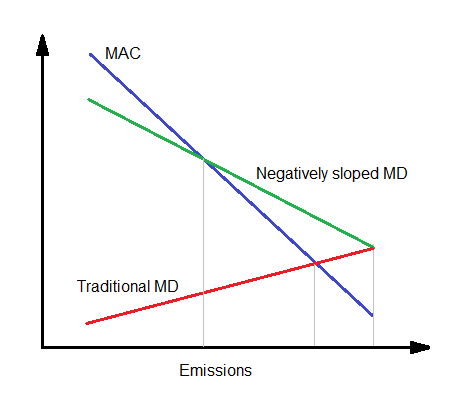 MAC
Negatively sloped MD
Traditional MD
Emissions